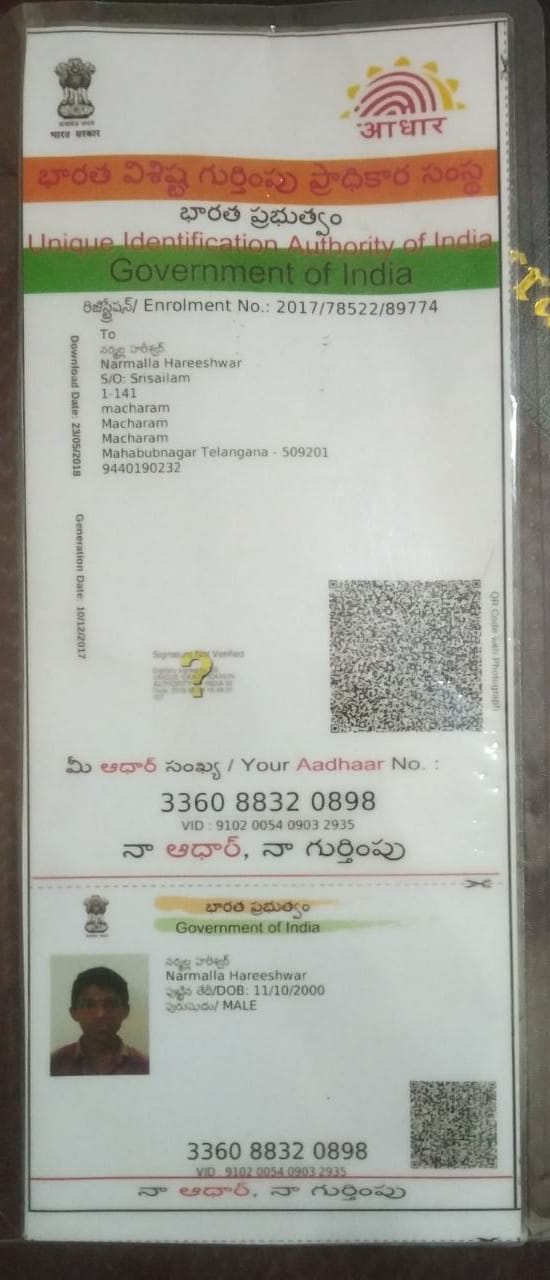 भारत सरकार
आधार
భారత విశిష్ట గుర్తింపు ప్రాధికార సంస్థ
భారత ప్రభుత్వం
Unique Identification Authority of India
Government of India
రిజిస్ట్రేషన్/ Enrolment No.: 2017/78522/89774
To
నర్మల్ల హరీశ్వర్
Narmalla Hareeshwar
S/O: Srisailam
1-141
macharam
Macharam
Macharam
Mahabubnagar Telangana - 509201
9440190232
Download Date: 23/05/2018
Generation Date: 10/12/2017
QR Code with Photograph
Signature Not Verified
మీ ఆధార్ సంఖ్య / Your Aadhaar No. :
3360 8832 0898
VID : 9102 0054 0903 2935
నా ఆధార్, నా గుర్తింపు
భారత ప్రభుత్వం
Government of India
నర్మల్ల హరీశ్వర్
Narmalla Hareeshwar
పుట్టిన తేదీ/DOB: 11/10/2000
పురుషుడు/ MALE
3360 8832 0898
VID : 9102 0054 0903 2935
నా ఆధార్, నా గుర్తింపు